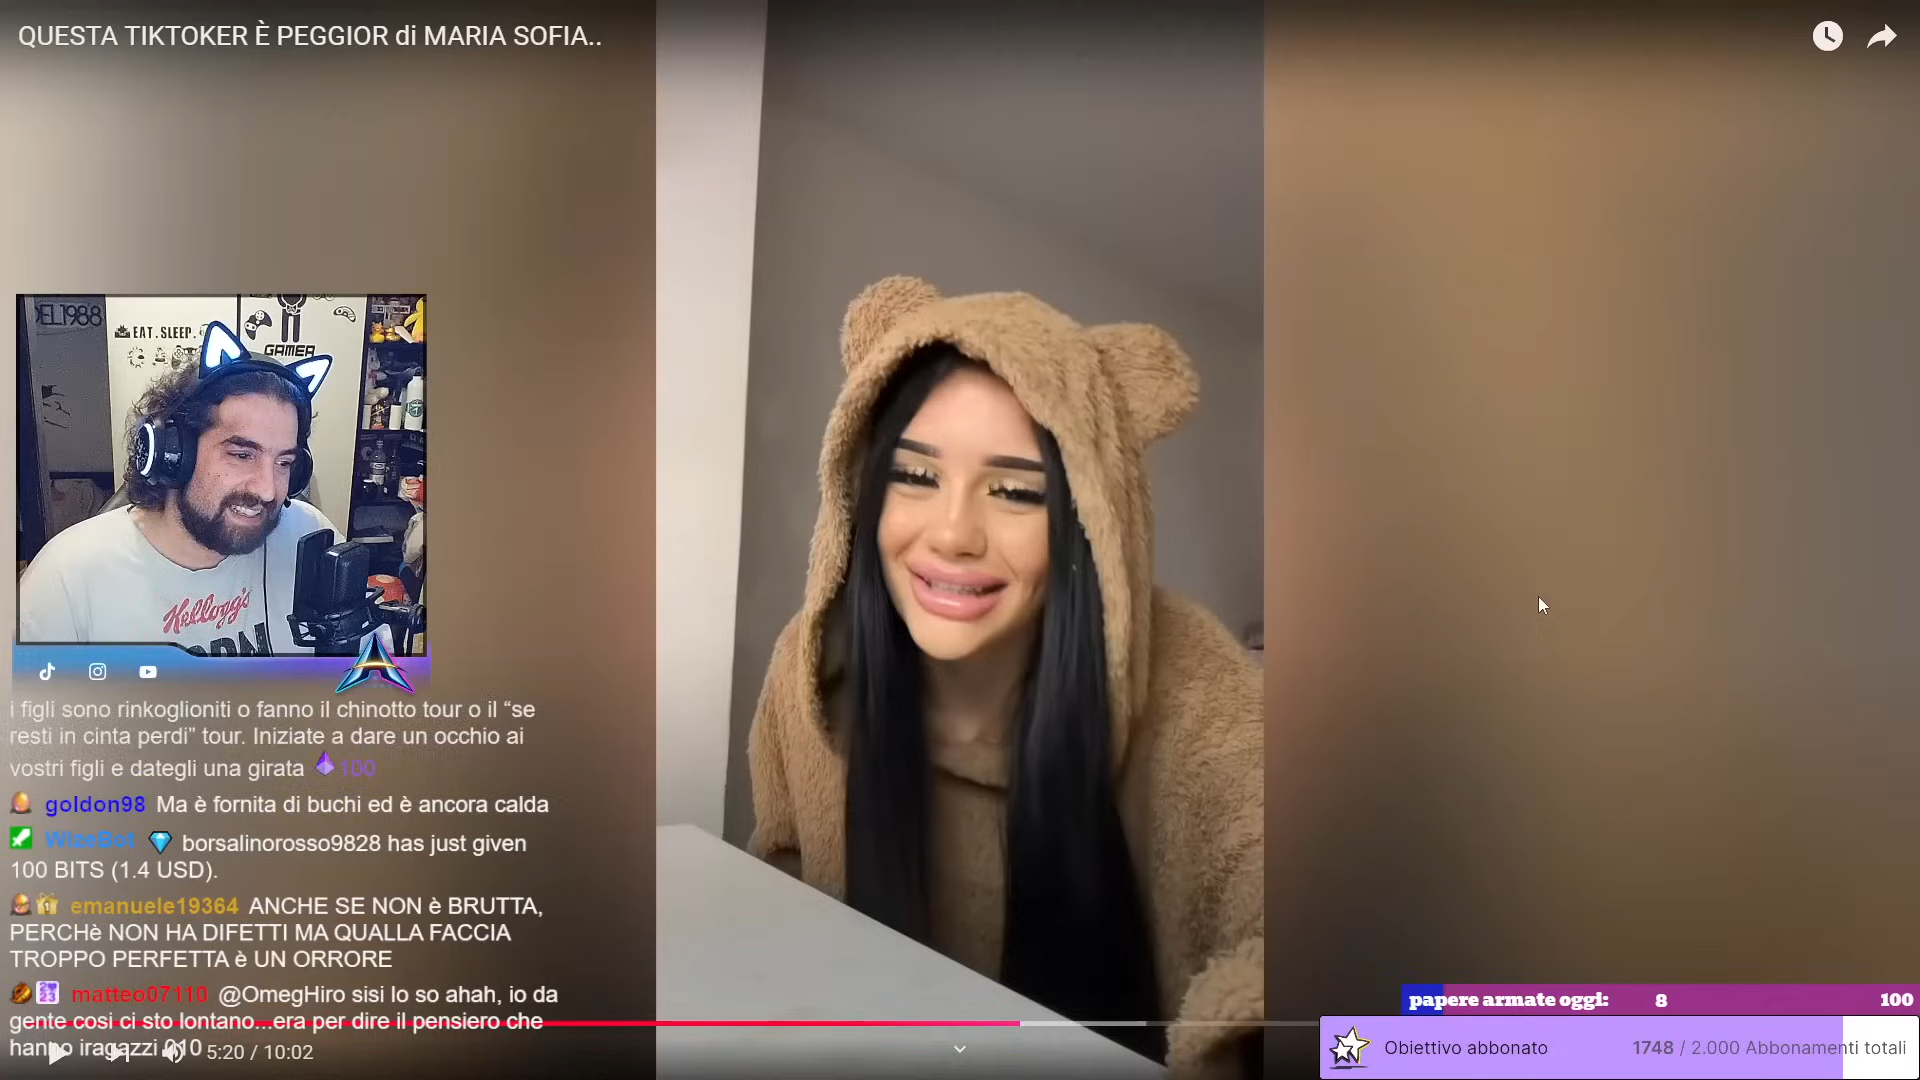 QUESTA TIKTOKER È PEGGIOR di MARIA SOFIA..
EL1988
EAT.SLEEP.
GAMER
Kellogg's
i figli sono rinkoglioniti o fanno il chinotto tour o il “se
resti in cinta perdi” tour. Iniziate a dare un occhio ai
vostri figli e dategli una girata 100
goldon98 Ma è fornita di buchi ed è ancora calda
WizeBot borsalinorosso9828 has just given
100 BITS (1.4 USD).
emanuele19364 ANCHE SE NON è BRUTTA,
PERCHè NON HA DIFETTI MA QUALLA FACCIA
TROPPO PERFETTA è UN ORRORE
matteo07110 @OmegHiro sisi lo so ahah, io da
gente cosi ci sto lontano...era per dire il pensiero che
hanno iragazzi 010
5:20 / 10:02
papere armate oggi: 8 100
Obiettivo abbonato 1748 / 2.000 Abbonamenti totali